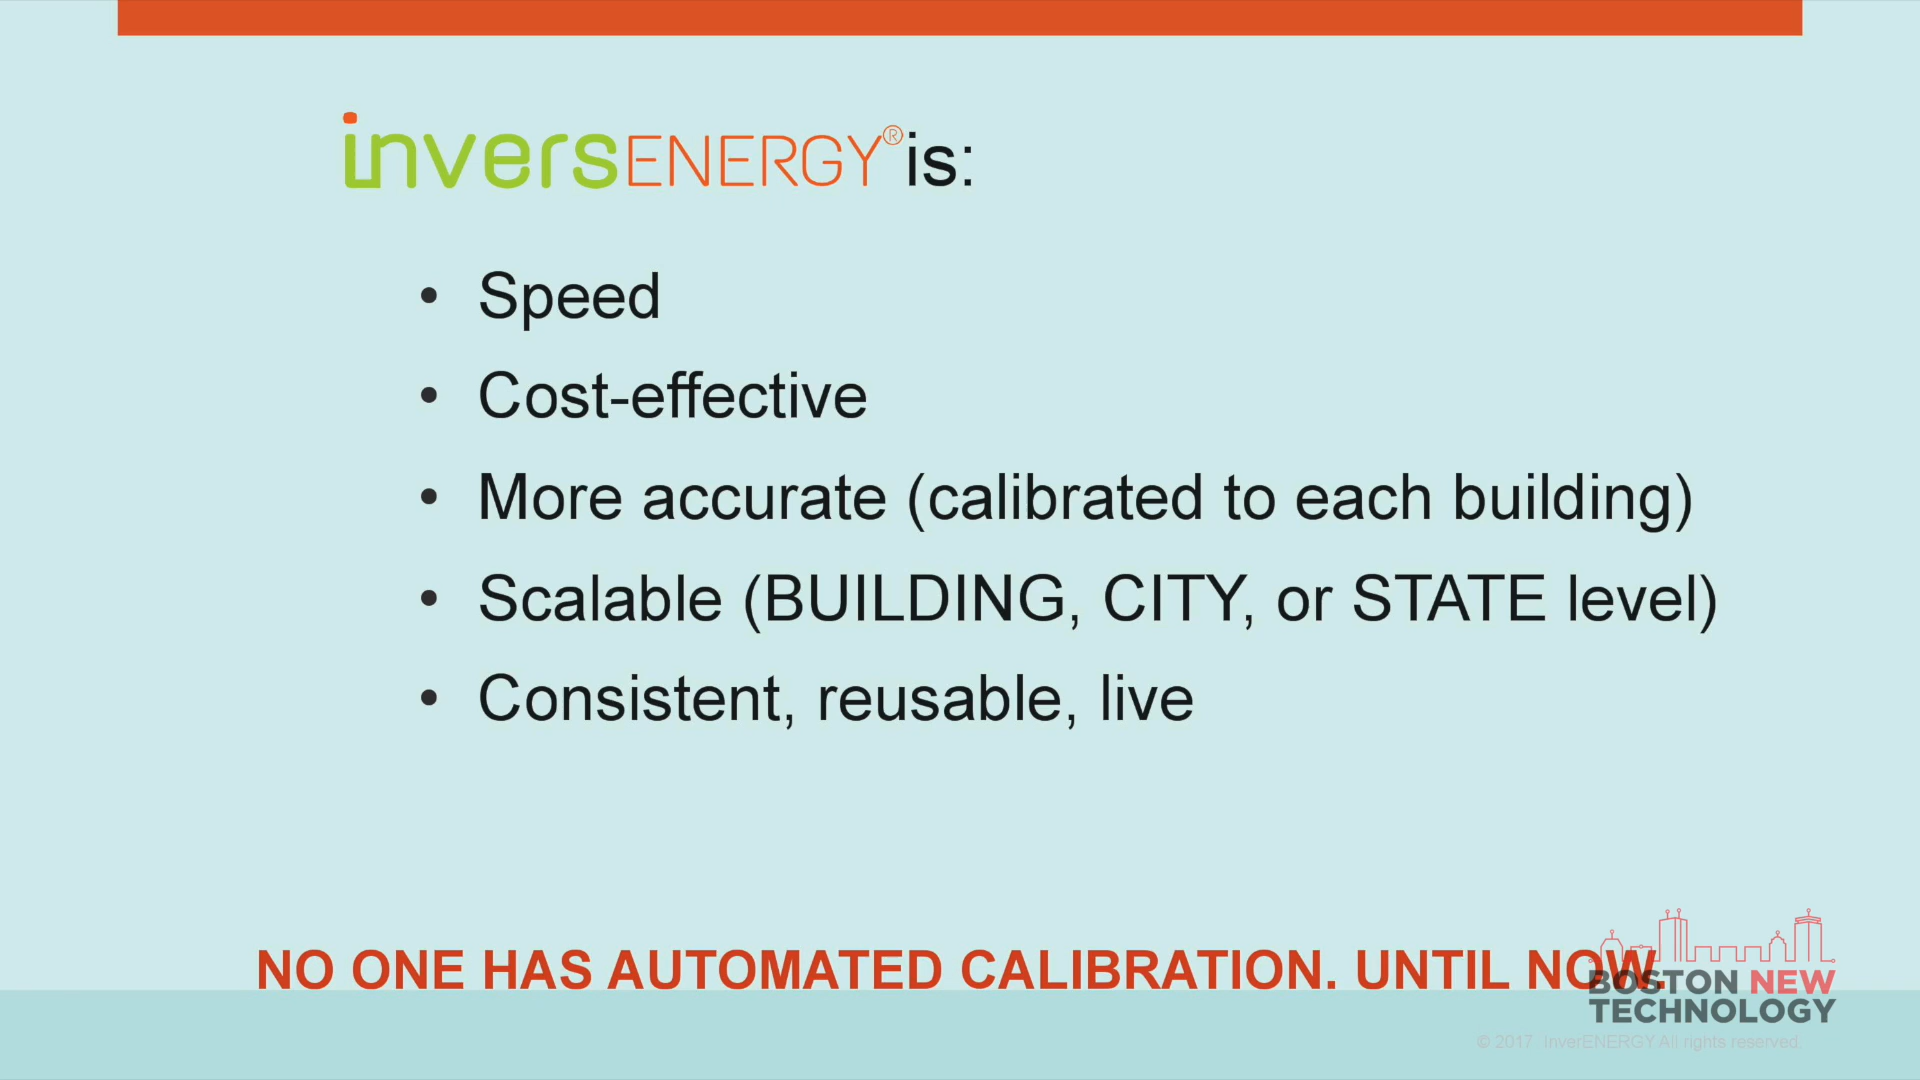 inversENERGY® is:
• Speed
• Cost-effective
• More accurate (calibrated to each building)
• Scalable (BUILDING, CITY, or STATE level)
• Consistent, reusable, live
NO ONE HAS AUTOMATED CALIBRATION. UNTIL NOW.
BOSTON NEW
TECHNOLOGY
© 2017 InverENERGY All rights reserved.